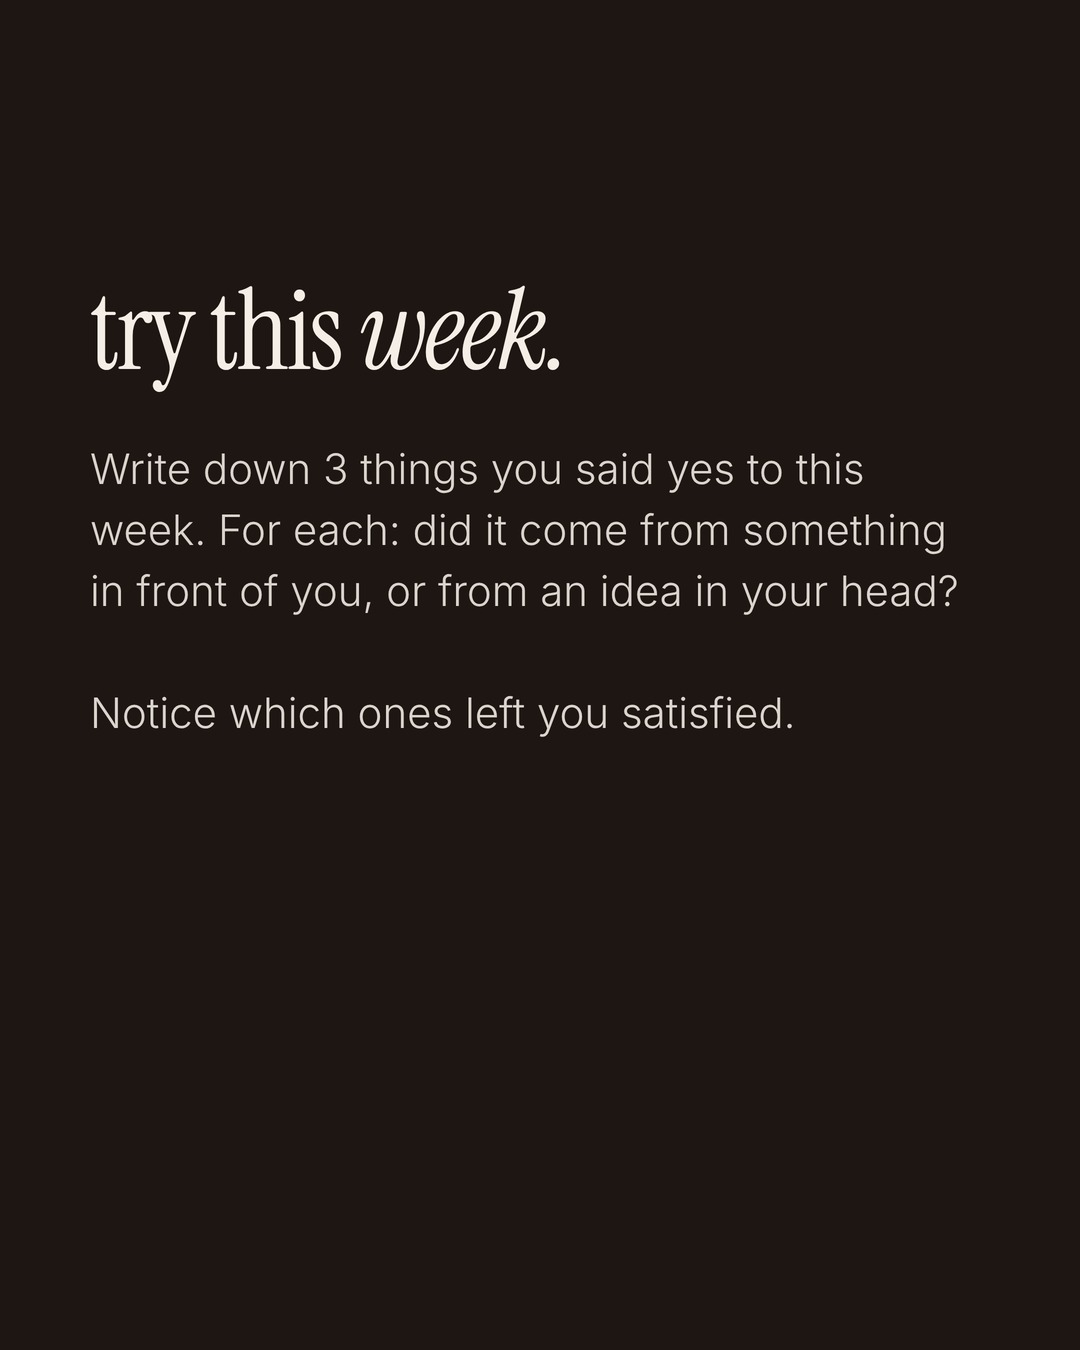 try this week.
Write down 3 things you said yes to this
week. For each: did it come from something
in front of you, or from an idea in your head?
Notice which ones left you satisfied.